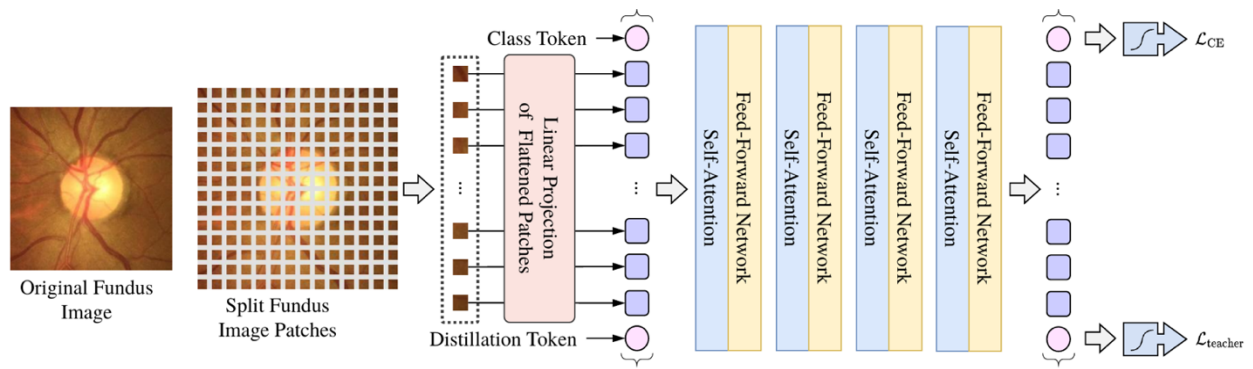 Original Fundus
Image
Split Fundus
Image Patches
Class Token
Linear Projection
of Flattened Patches
...
Distillation Token
...
Self-Attention
Feed-Forward Network
Self-Attention
Feed-Forward Network
Self-Attention
Feed-Forward Network
Self-Attention
Feed-Forward Network
...
ℒCE
ℒteacher